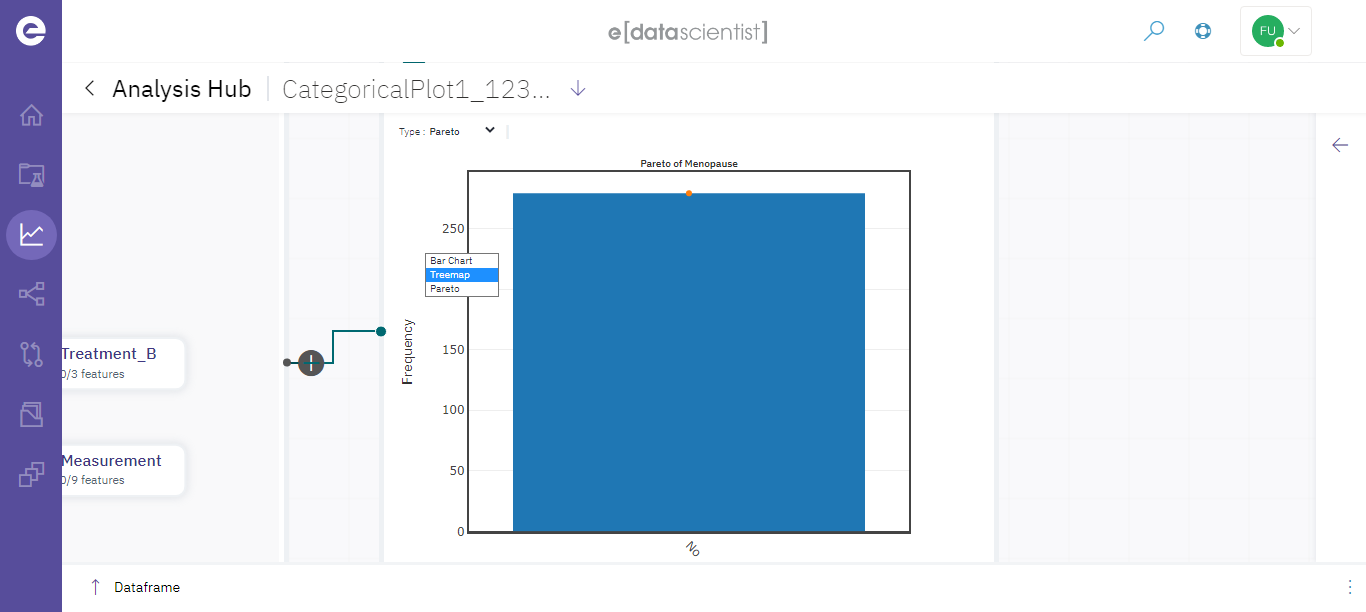 e[datascientist]
FU
Analysis Hub
CategoricalPlot1_123...
Type : Pareto
Pareto of Menopause
250
Bar Chart
Treemap
Pareto
150
100
50
0
Frequency
No
Treatment_B
0/3 features
Measurement
0/9 features
Dataframe